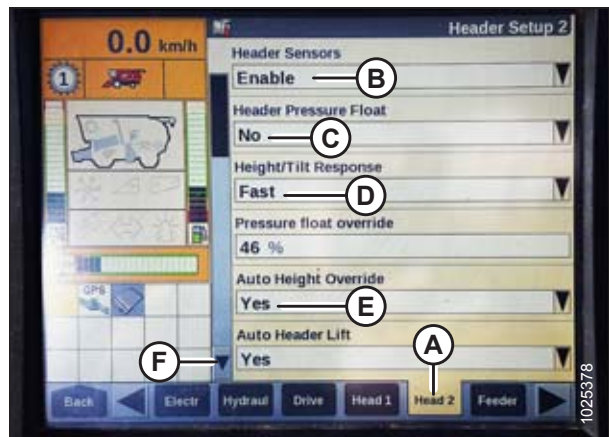 0.0 km/h
Header Setup 2
1
Header Sensors
Enable
B
Header Pressure Float
No
C
Height/Tilt Response
Fast
D
Pressure float override
46 %
Auto Height Override
Yes
E
Auto Header Lift
Yes
A
F
GPS
Back
Electr
Hydraul
Drive
Head 1
Head 2
Feeder
1025378